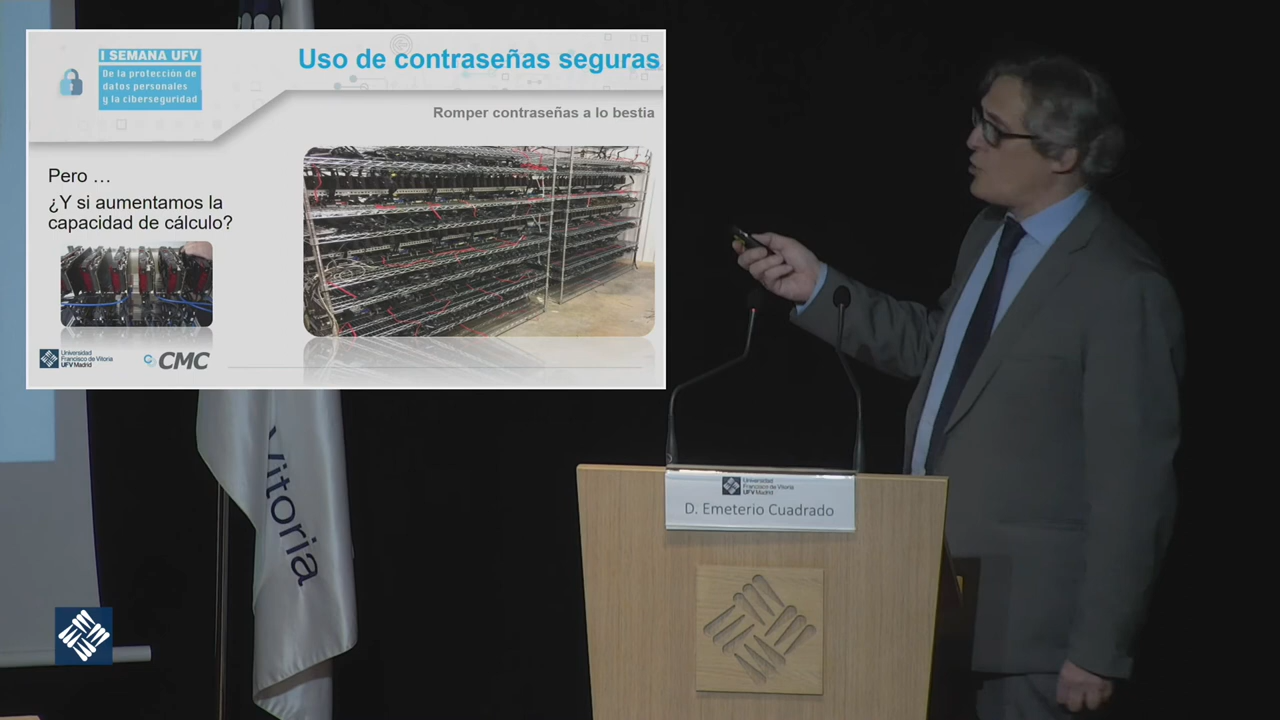 I SEMANA UFV
De la protección de
datos personales
y la ciberseguridad
Uso de contraseñas seguras
Romper contraseñas a lo bestia
Pero …
¿Y si aumentamos la
capacidad de cálculo?
Universidad
Francisco de Vitoria
UFV Madrid
CMC
Vitoria
Universidad
Francisco de Vitoria
UFV Madrid
D. Emeterio Cuadrado